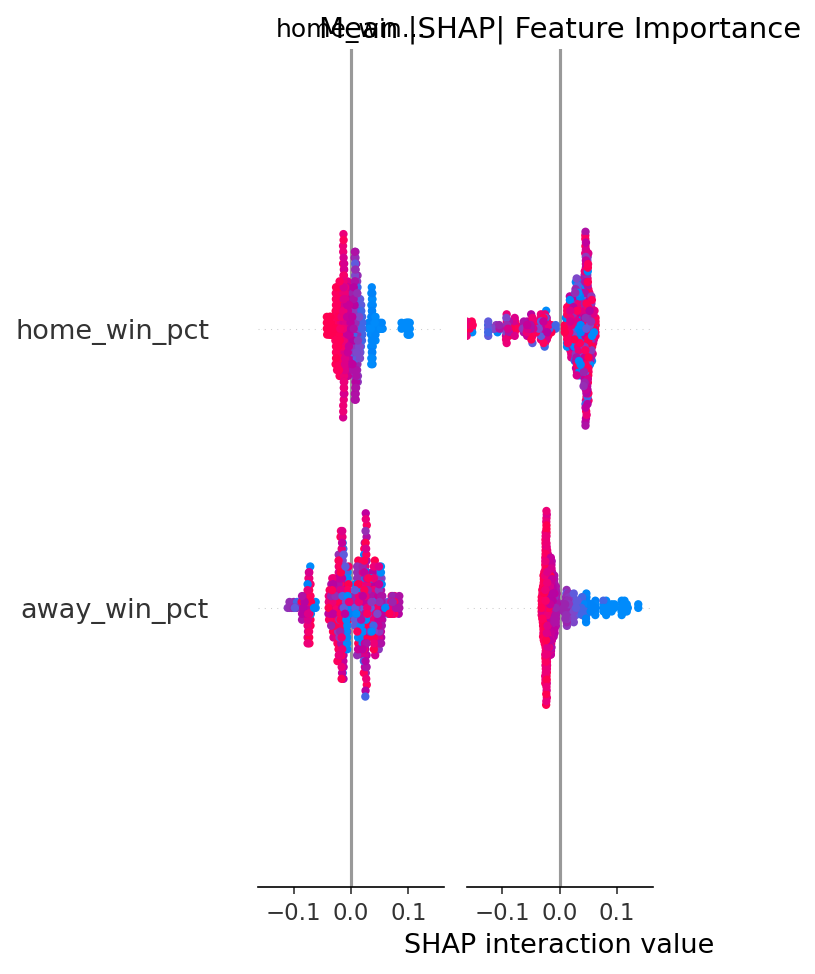 home_win...
Mean |SHAP| Feature Importance
home_win_pct
away_win_pct
−0.1 0.0 0.1
−0.1 0.0 0.1
SHAP interaction value